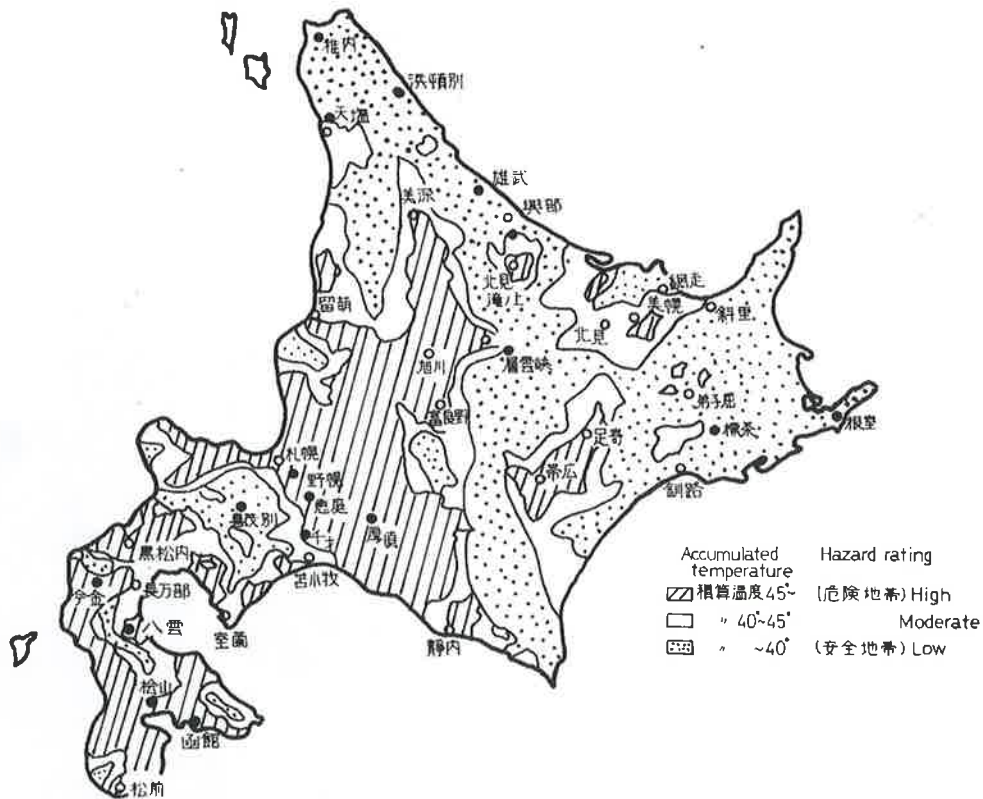 稚内
浜頓別
天塩
雄武
美深
興部
北見
滝ノ上
網走
美幌
斜里
北見
留萌
旭川
層雲峡
弟子屈
富良野
足寄
標茶
根室
札幌
帯広
釧路
野幌
恵庭
喜茂別
千才
厚真
黒松内
苫小牧
今金
長万部
八雲
室蘭
静内
桧山
函館
松前
Accumulated temperature
Hazard rating
積算温度45°~ (危険地帯) High
〃 40°~45° Moderate
〃 ~40° (安全地帯) Low